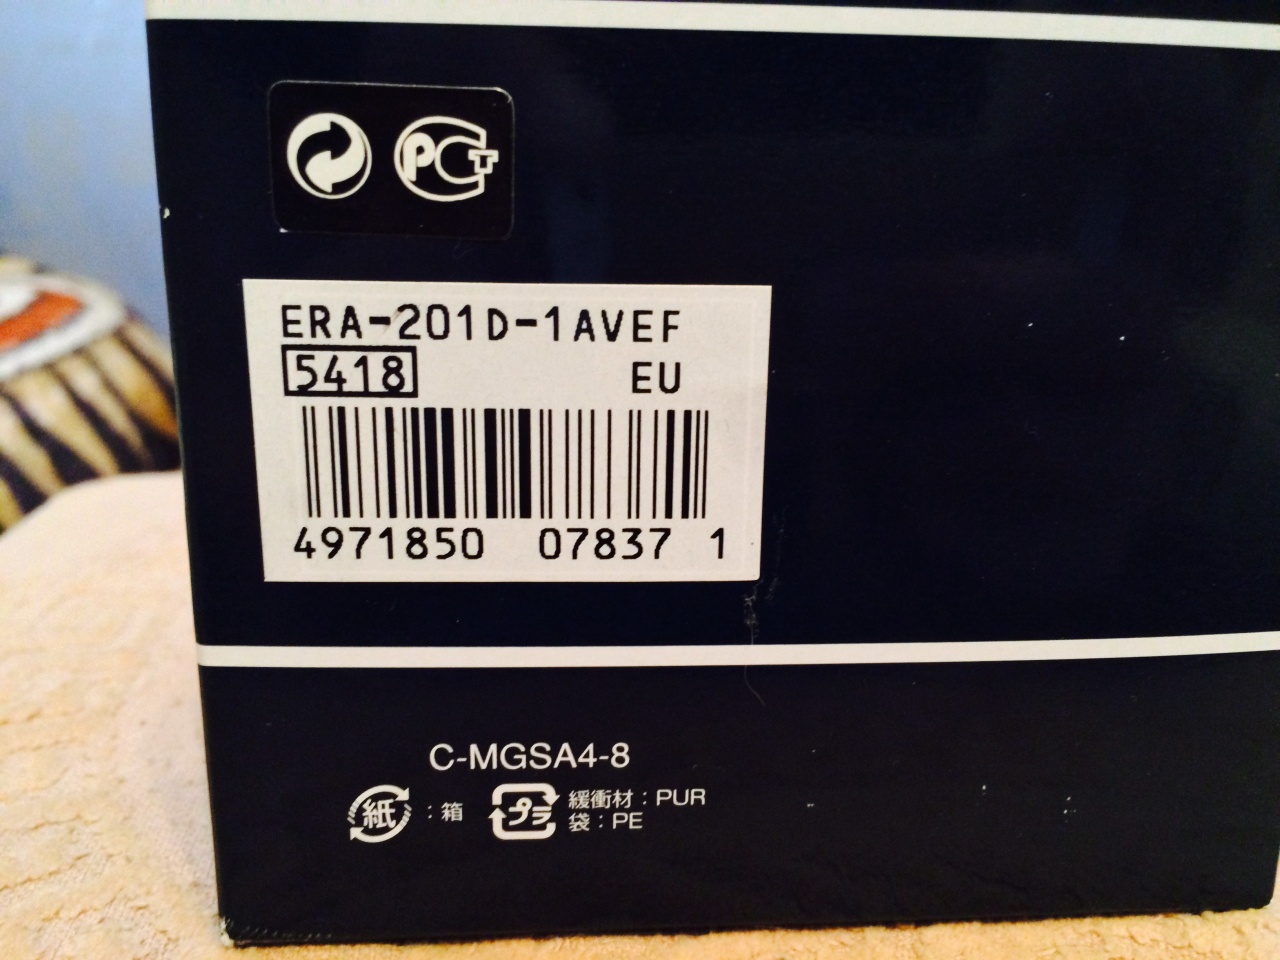 PCT
ERA-201D-1AVEF
5418 EU
4971850 07837 1
C-MGSA4-8
紙 : 箱
プラ 緩衝材 : PUR
袋 : PE